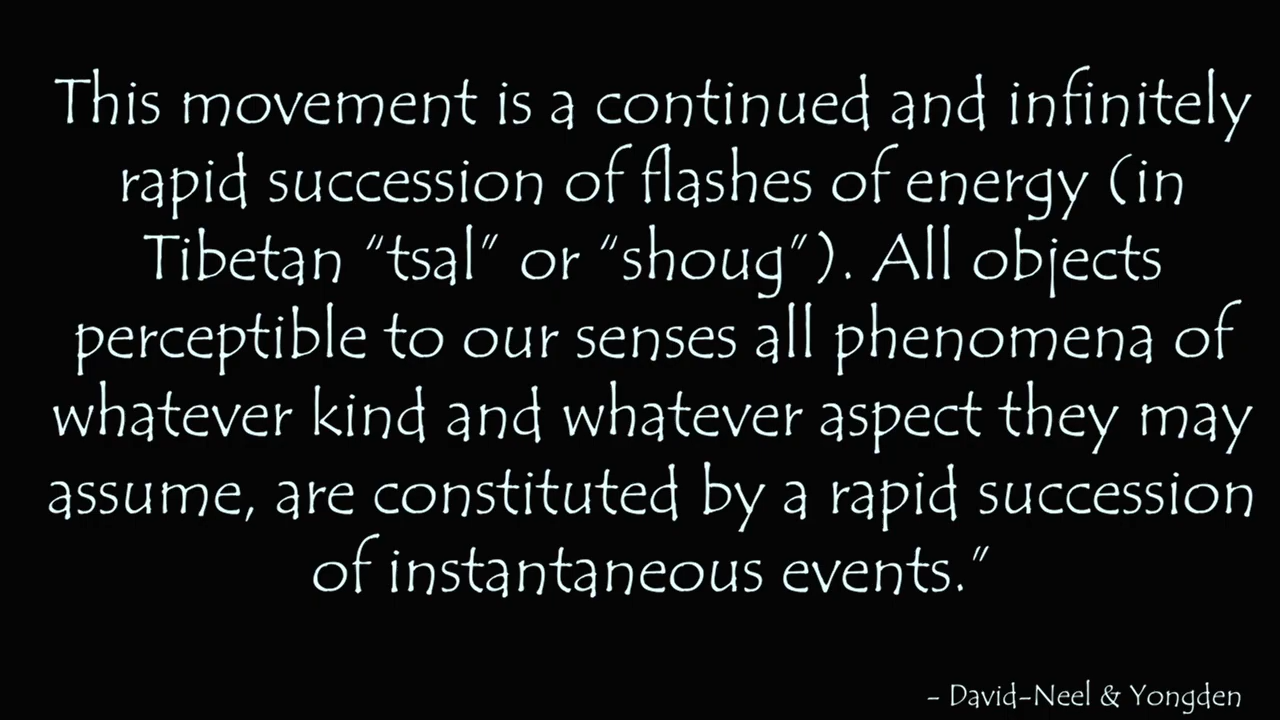 This movement is a continued and infinitely
rapid succession of flashes of energy (in
Tibetan “tsal” or “shoug”). All objects
perceptible to our senses all phenomena of
whatever kind and whatever aspect they may
assume, are constituted by a rapid succession
of instantaneous events.”
- David-Neel & Yongden